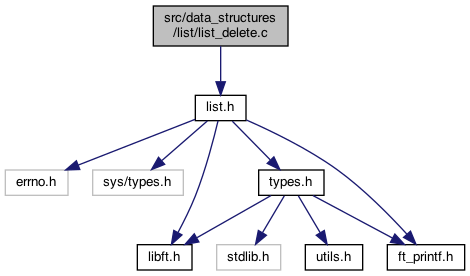 src/data_structures
/list/list_delete.c
list.h
errno.h
sys/types.h
types.h
libft.h
stdlib.h
utils.h
ft_printf.h